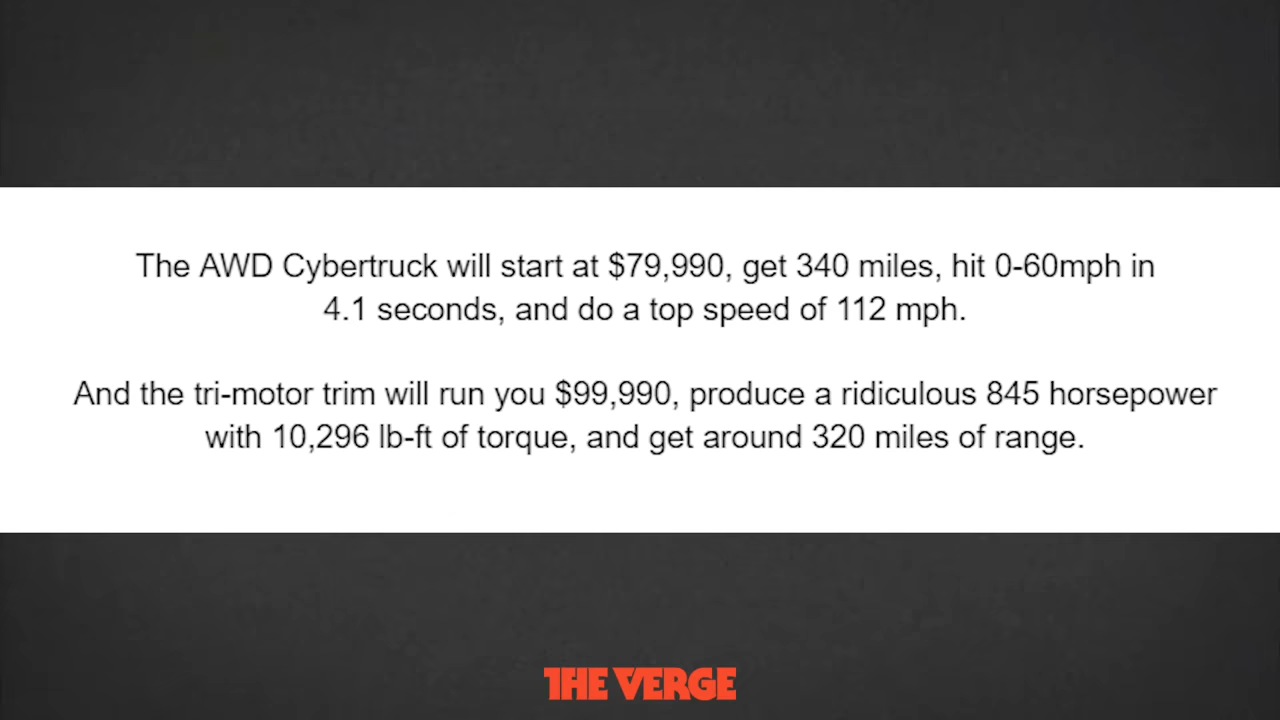 The AWD Cybertruck will start at $79,990, get 340 miles, hit 0-60mph in
4.1 seconds, and do a top speed of 112 mph.
And the tri-motor trim will run you $99,990, produce a ridiculous 845 horsepower
with 10,296 lb-ft of torque, and get around 320 miles of range.
THE VERGE